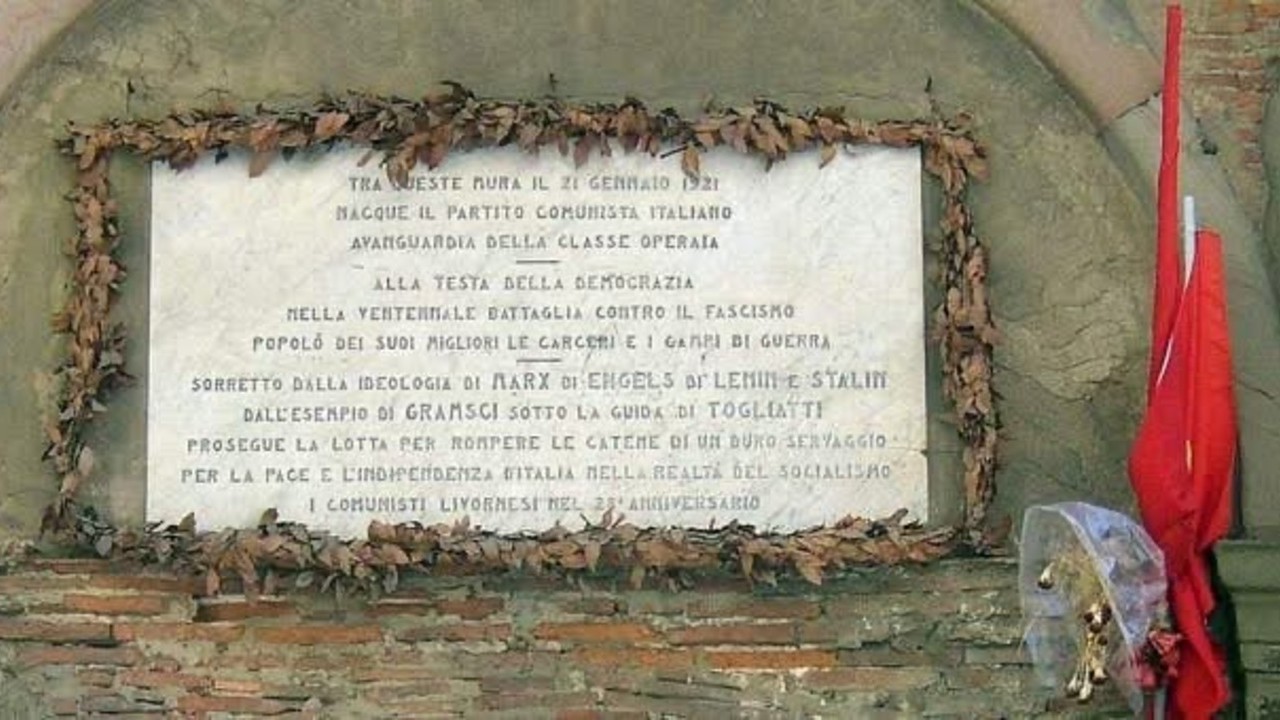 TRA QUESTE MURA IL 21 GENNAIO 1921
NACQUE IL PARTITO COMUNISTA ITALIANO
AVANGUARDIA DELLA CLASSE OPERAIA
ALLA TESTA DELLA DEMOCRAZIA
NELLA VENTENNALE BATTAGLIA CONTRO IL FASCISMO
POPOLÒ DEI SUOI MIGLIORI LE CARCERI E I CAMPI DI GUERRA
SORRETTO DALLA IDEOLOGIA DI MARX DI ENGELS DI LENIN E STALIN
DALL'ESEMPIO DI GRAMSCI SOTTO LA GUIDA DI TOGLIATTI
PROSEGUE LA LOTTA PER ROMPERE LE CATENE DI UN DURO SERVAGGIO
PER LA PACE E L'INDIPENDENZA D'ITALIA NELLA REALTÀ DEL SOCIALISMO
I COMUNISTI LIVORNESI NEL 28° ANNIVERSARIO